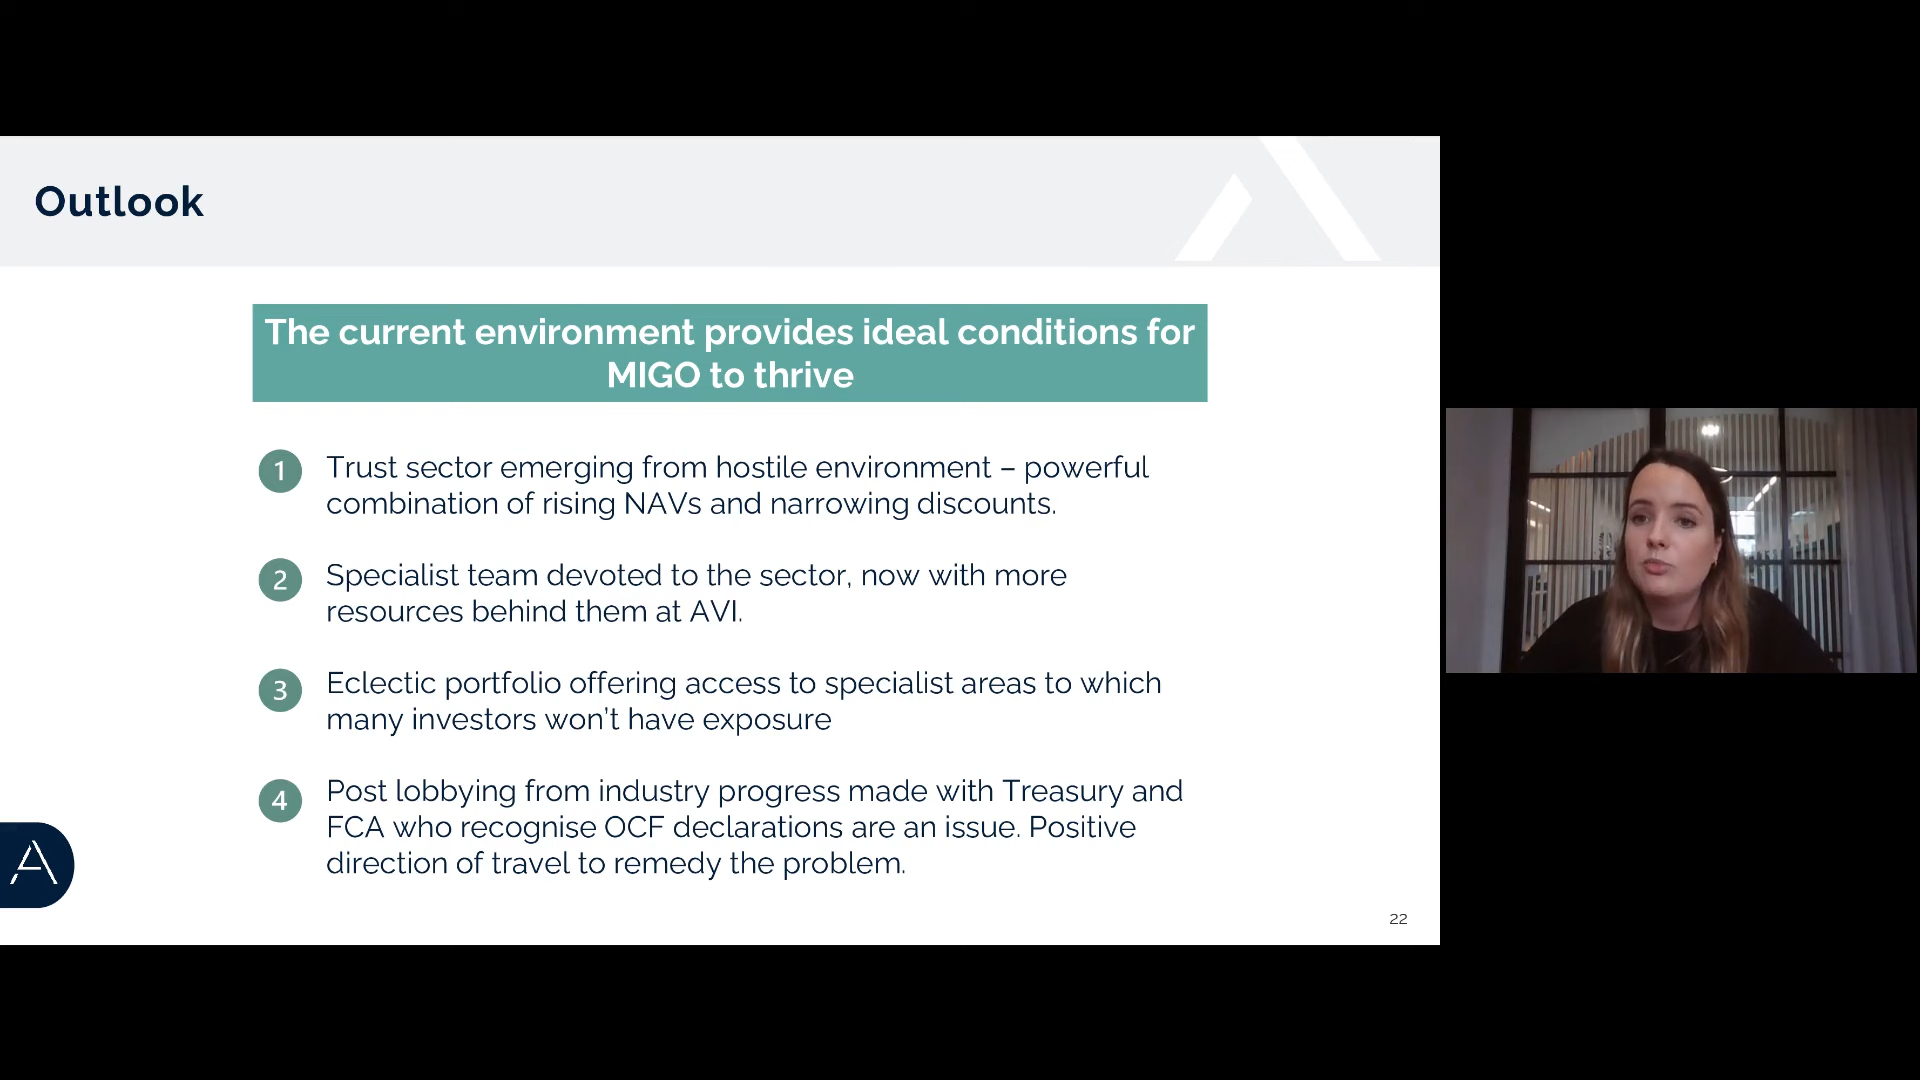 Outlook
The current environment provides ideal conditions for
MIGO to thrive
1
Trust sector emerging from hostile environment – powerful
combination of rising NAVs and narrowing discounts.
2
Specialist team devoted to the sector, now with more
resources behind them at AVI.
3
Eclectic portfolio offering access to specialist areas to which
many investors won’t have exposure
4
Post lobbying from industry progress made with Treasury and
FCA who recognise OCF declarations are an issue. Positive
direction of travel to remedy the problem.
22